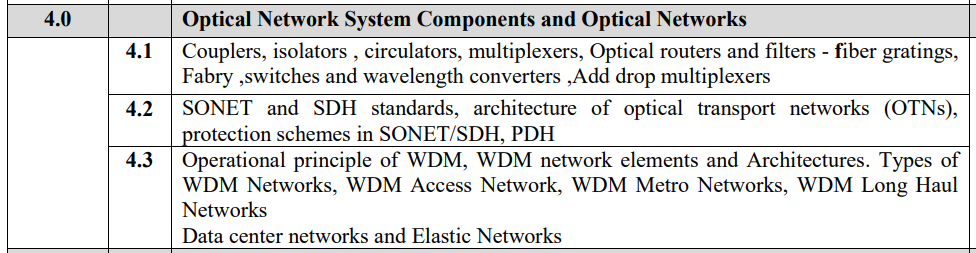 4.0 Optical Network System Components and Optical Networks
4.1 Couplers, isolators , circulators, multiplexers, Optical routers and filters - fiber gratings,
Fabry ,switches and wavelength converters ,Add drop multiplexers
4.2 SONET and SDH standards, architecture of optical transport networks (OTNs),
protection schemes in SONET/SDH, PDH
4.3 Operational principle of WDM, WDM network elements and Architectures. Types of
WDM Networks, WDM Access Network, WDM Metro Networks, WDM Long Haul
Networks
Data center networks and Elastic Networks